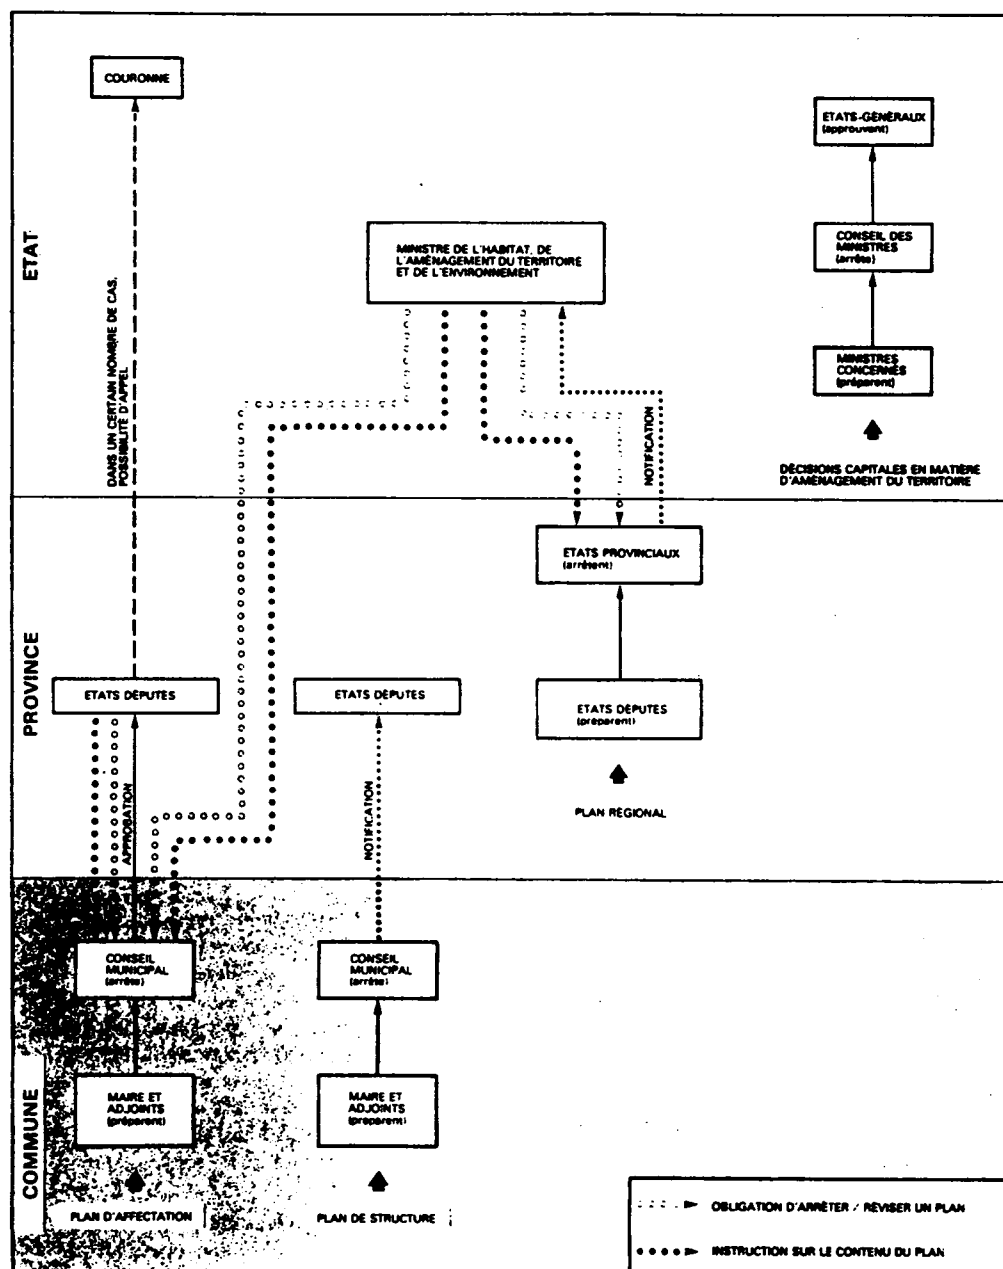 COURONNE
ETATS-GÉNÉRAUX
(approuvent)
ETAT
MINISTRE DE L'HABITAT, DE
L'AMÉNAGEMENT DU TERRITOIRE
ET DE L'ENVIRONNEMENT
CONSEIL DES
MINISTRES
(arrête)
DANS UN CERTAIN NOMBRE DE CAS,
POSSIBILITÉ D'APPEL
MINISTRES
CONCERNÉS
(préparent)
NOTIFICATION
DÉCISIONS CAPITALES EN MATIÈRE
D'AMÉNAGEMENT DU TERRITOIRE
PROVINCE
ETATS PROVINCIAUX
(arrêtent)
ETATS DÉPUTÉS
ETATS DÉPUTÉS
ETATS DÉPUTÉS
(préparent)
PLAN RÉGIONAL
APPROBATION
NOTIFICATION
COMMUNE
CONSEIL
MUNICIPAL
(arrête)
CONSEIL
MUNICIPAL
(arrête)
MAIRE ET
ADJOINTS
(préparent)
MAIRE ET
ADJOINTS
(préparent)
PLAN D'AFFECTATION
PLAN DE STRUCTURE
OBLIGATION D'ARRÊTER / RÉVISER UN PLAN
INSTRUCTION SUR LE CONTENU DU PLAN